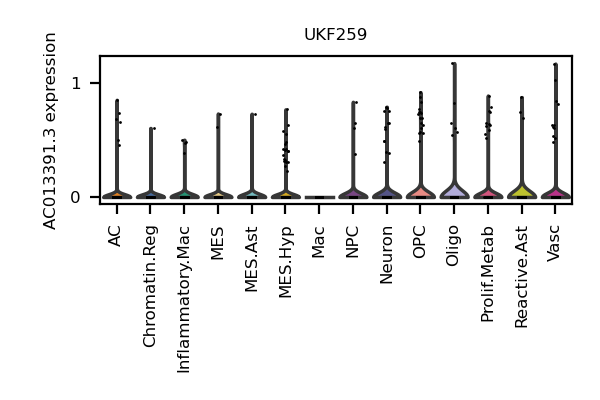 UKF259
AC013391.3 expression
1
0
AC
Chromatin.Reg
Inflammatory.Mac
MES
MES.Ast
MES.Hyp
Mac
NPC
Neuron
OPC
Oligo
Prolif.Metab
Reactive.Ast
Vasc